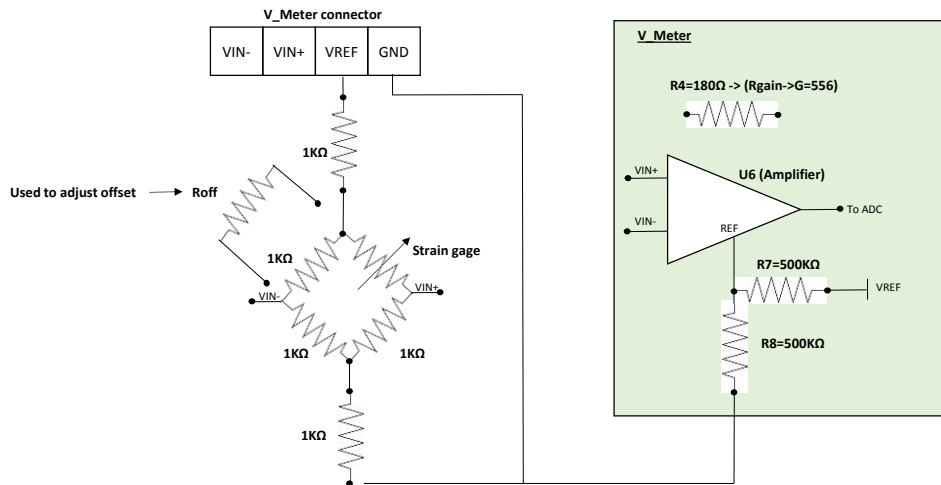 V_Meter connector
VIN-
VIN+
VREF
GND
1KΩ
Used to adjust offset
Roff
1KΩ
Strain gage
VIN-
VIN+
1KΩ
1KΩ
1KΩ
V_Meter
R4=180Ω -> (Rgain->G=556)
U6 (Amplifier)
VIN+
VIN-
To ADC
REF
R7=500KΩ
VREF
R8=500KΩ